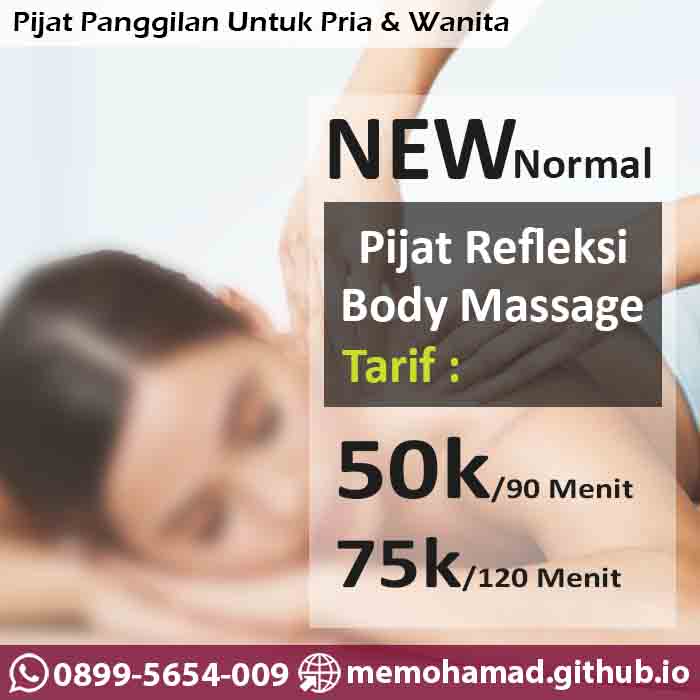 Pijat Panggilan Untuk Pria & Wanita
NEW Normal
Pijat Refleksi
Body Massage
Tarif :
50k/90 Menit
75k/120 Menit
0899-5654-009 memohamad.github.io